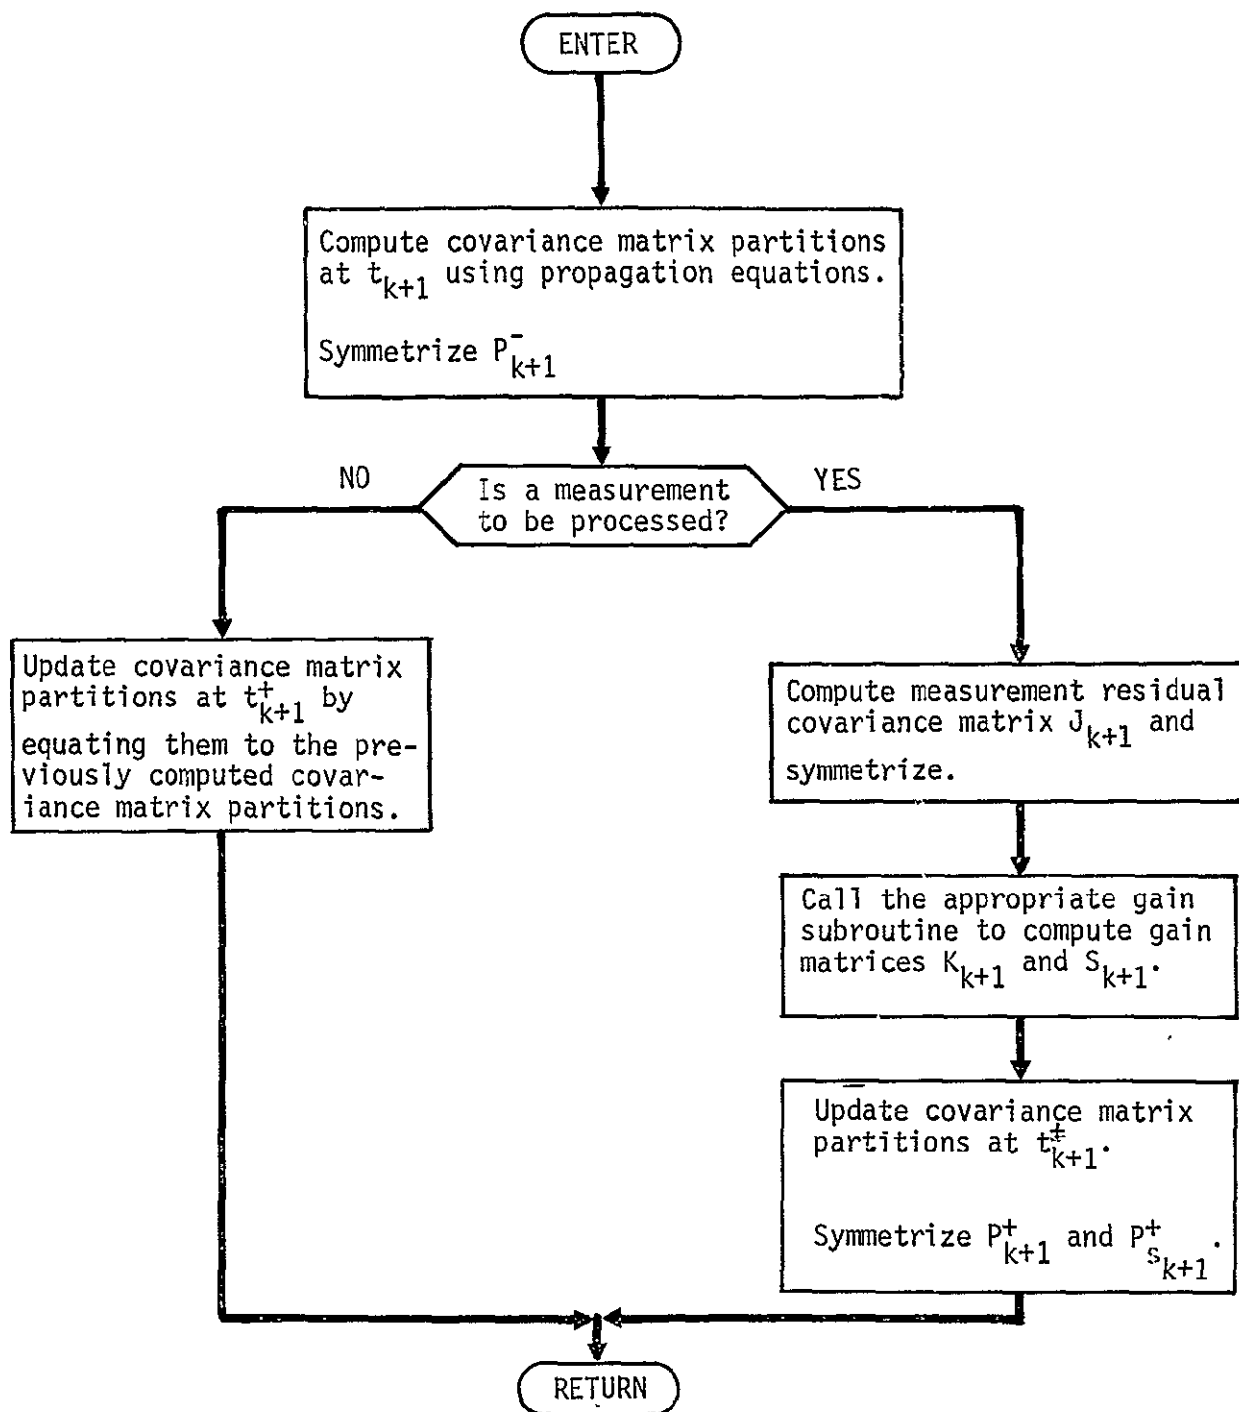 ENTER
Compute covariance matrix partitions
at t_{k+1} using propagation equations.
Symmetrize P^-_{k+1}
NO
Is a measurement
to be processed?
YES
Update covariance matrix
partitions at t^+_{k+1} by
equating them to the pre-
viously computed covar-
iance matrix partitions.
Compute measurement residual
covariance matrix J_{k+1} and
symmetrize.
Call the appropriate gain
subroutine to compute gain
matrices K_{k+1} and S_{k+1}.
Update covariance matrix
partitions at t^+_{k+1}.
Symmetrize P^+_{k+1} and P^+_{s_{k+1}}.
RETURN